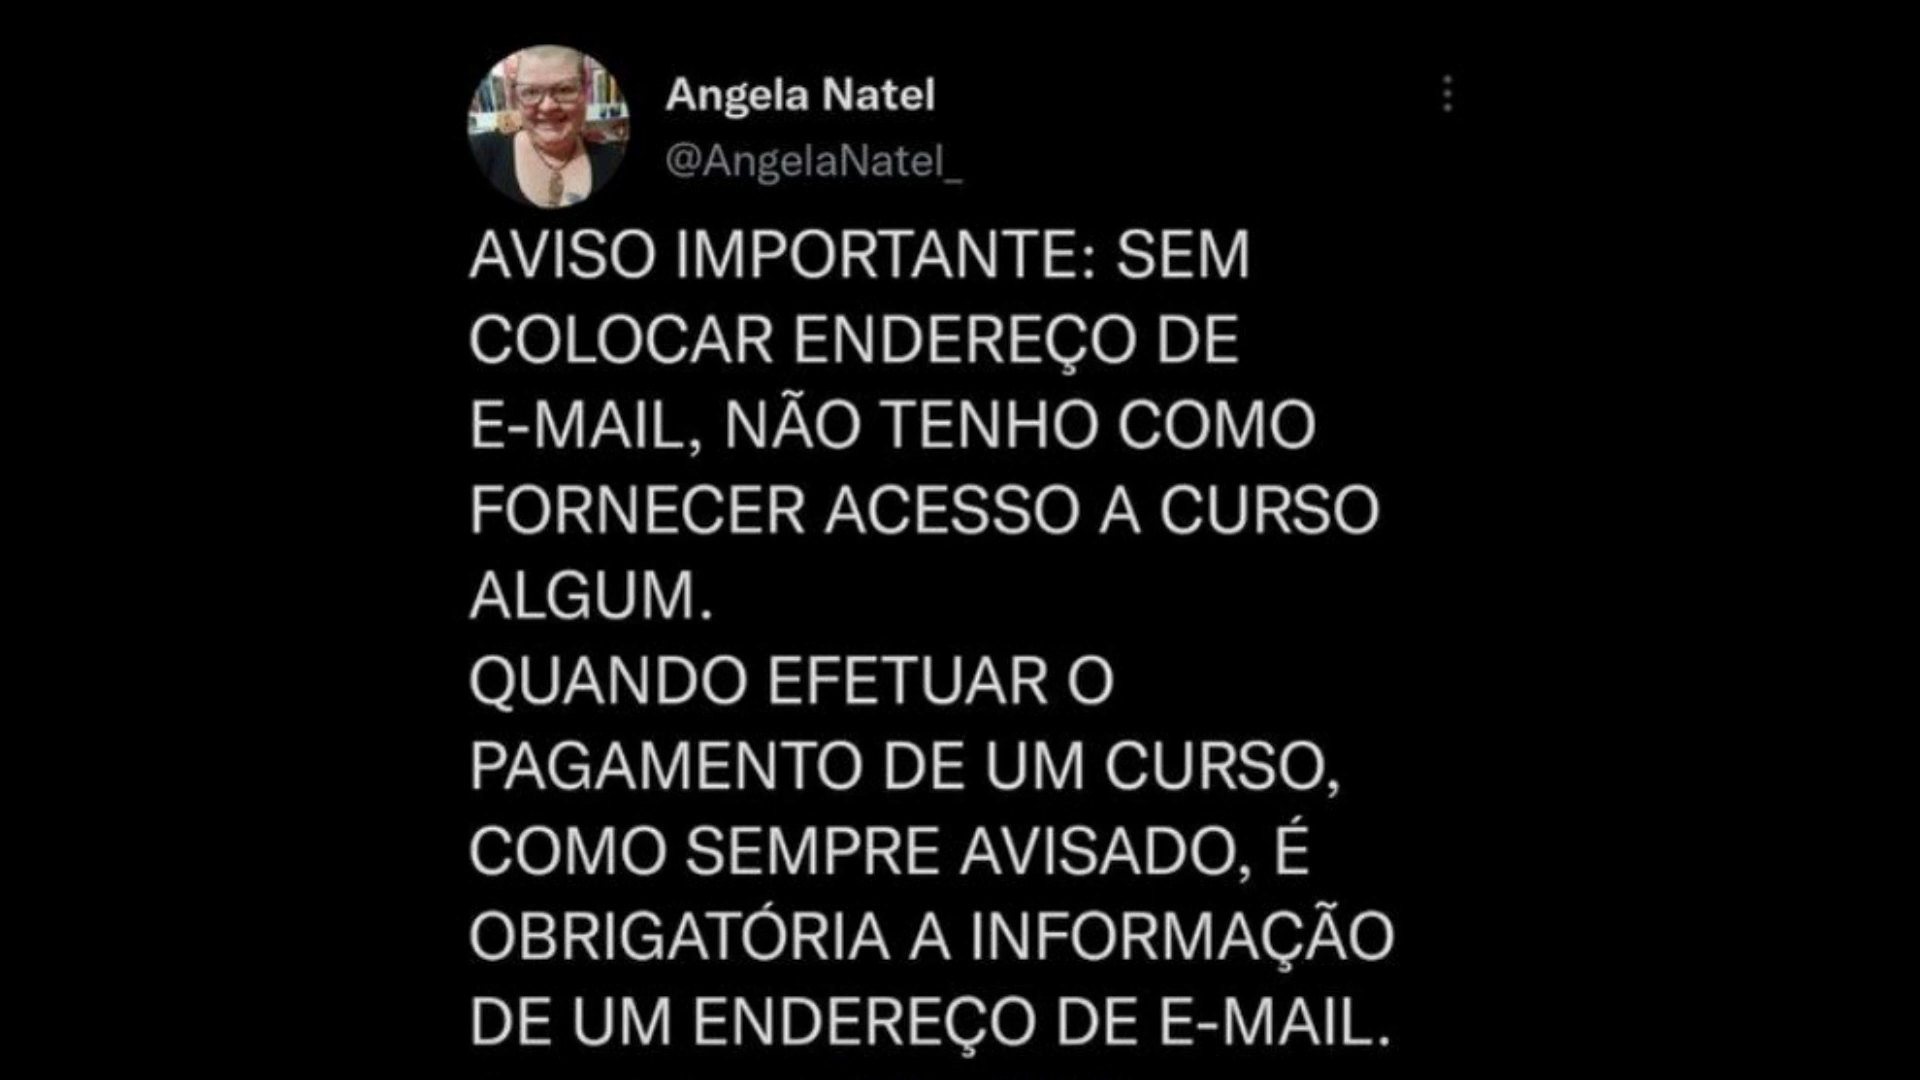 Angela Natel
@AngelaNatel_
AVISO IMPORTANTE: SEM
COLOCAR ENDEREÇO DE
E-MAIL, NÃO TENHO COMO
FORNECER ACESSO A CURSO
ALGUM.
QUANDO EFETUAR O
PAGAMENTO DE UM CURSO,
COMO SEMPRE AVISADO, É
OBRIGATÓRIA A INFORMAÇÃO
DE UM ENDEREÇO DE E-MAIL.